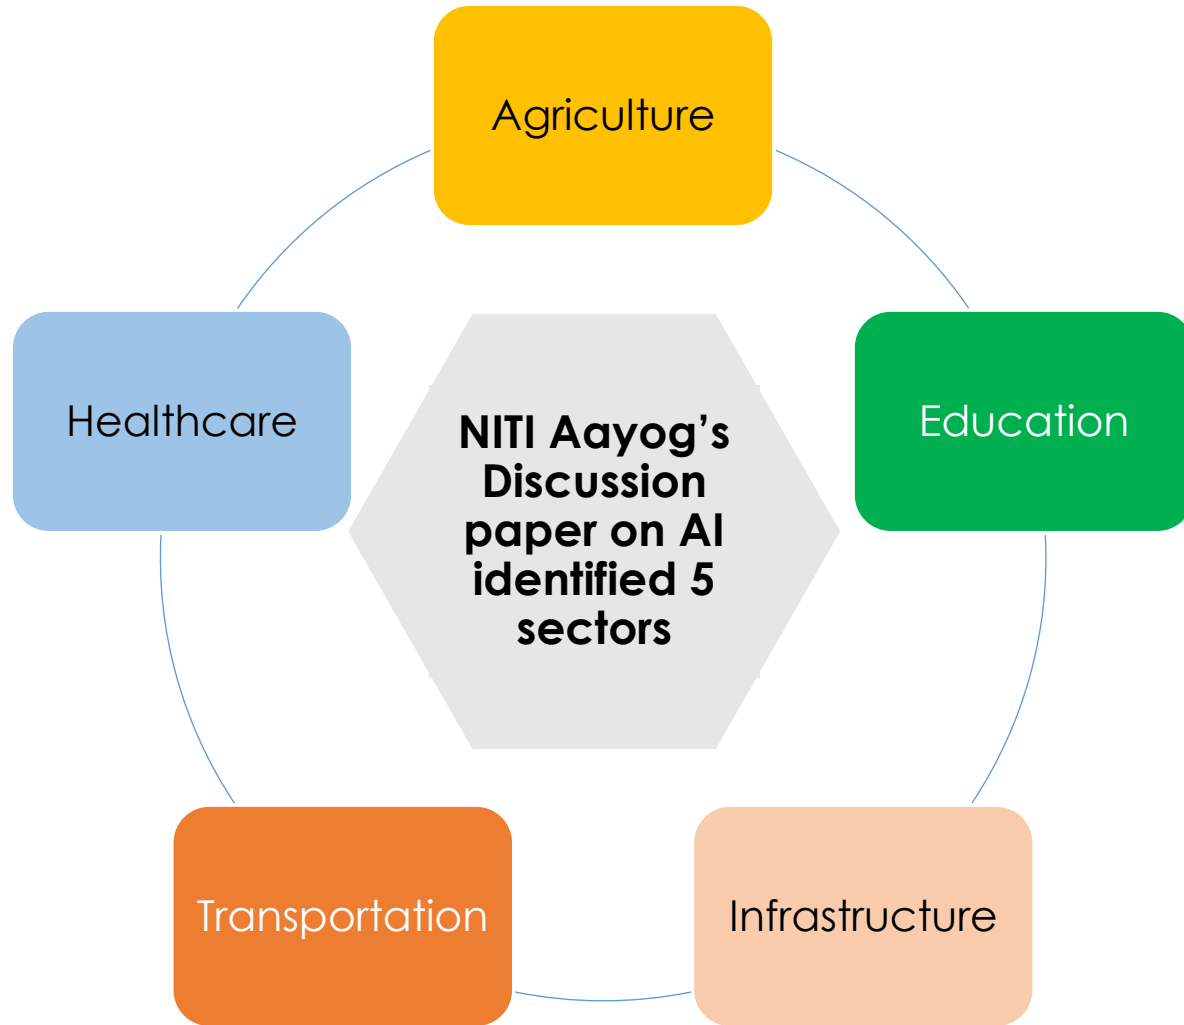 Agriculture
Healthcare
Education
NITI Aayog’s
Discussion
paper on AI
identified 5
sectors
Transportation
Infrastructure